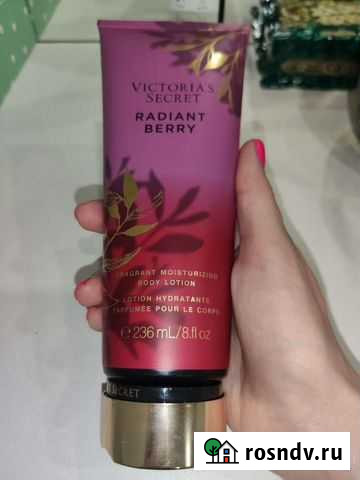 VICTORIA'S
SECRET
RADIANT
BERRY
FRAGRANT MOISTURIZING
BODY LOTION
LOTION HYDRATANTE
PARFUMÉE POUR LE CORPS
℮ 236 mL/8.fl oz
SECRET
rosndv.ru